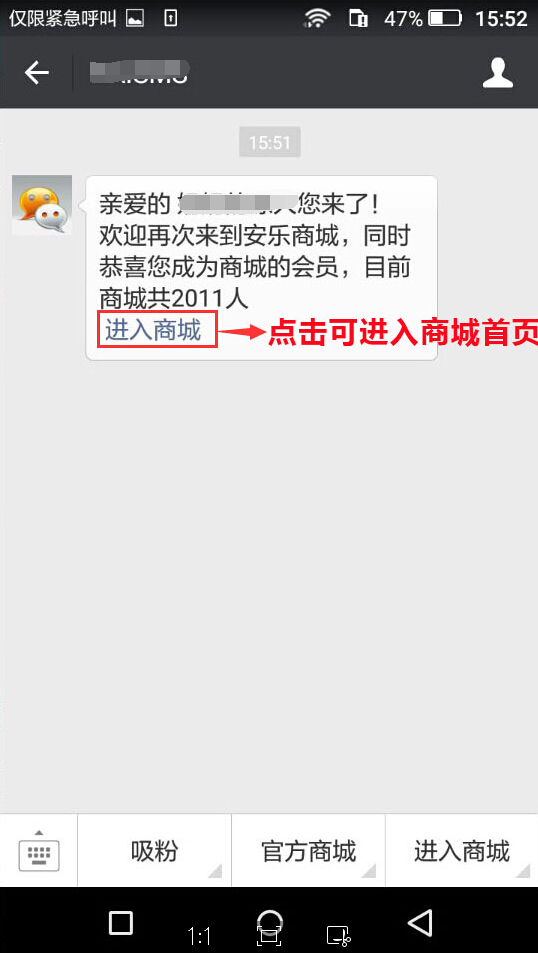 仅限紧急呼叫 47% 15:52
15:51
亲爱的 您来了!
欢迎再次来到安乐商城，同时
恭喜您成为商城的会员，目前
商城共2011人
进入商城 点击可进入商城首页
吸粉 官方商城 进入商城
1:1